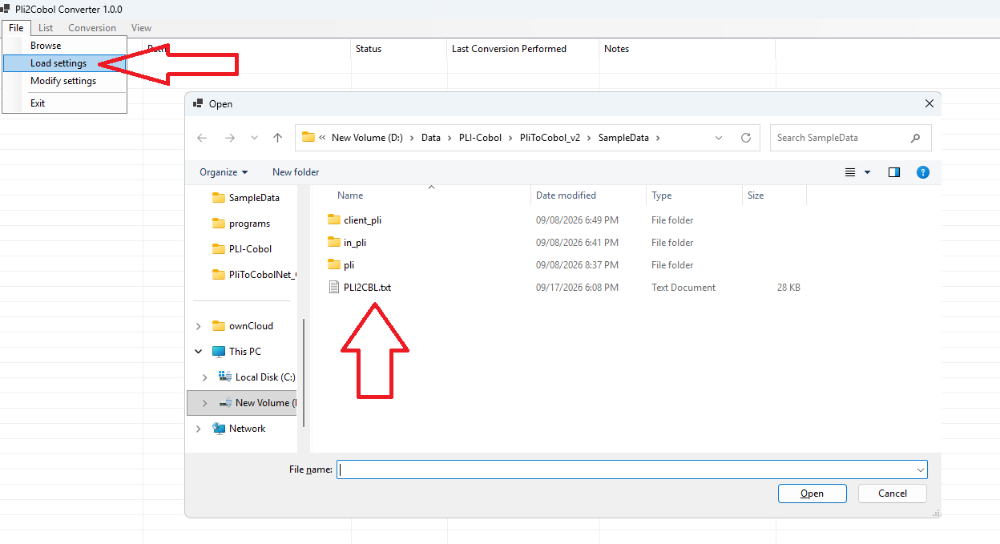 Pli2Cobol Converter 1.0.0
File List Conversion View
Browse
Load settings
Modify settings
Exit
Path Status Last Conversion Performed Notes
Open
« New Volume (D:) › Data › PLI-Cobol › PliToCobol_v2 › SampleData ›
Search SampleData
Organize New folder
?
SampleData
programs
PLI-Cobol
PliToCobolNet_
ownCloud
This PC
Local Disk (C:)
New Volume (
Network
Name Date modified Type Size
client_pli 09/08/2026 6:49 PM File folder
in_pli 09/08/2026 6:41 PM File folder
pli 09/08/2026 8:37 PM File folder
PLI2CBL.txt 09/17/2026 6:08 PM Text Document 28 KB
File name:
Open Cancel